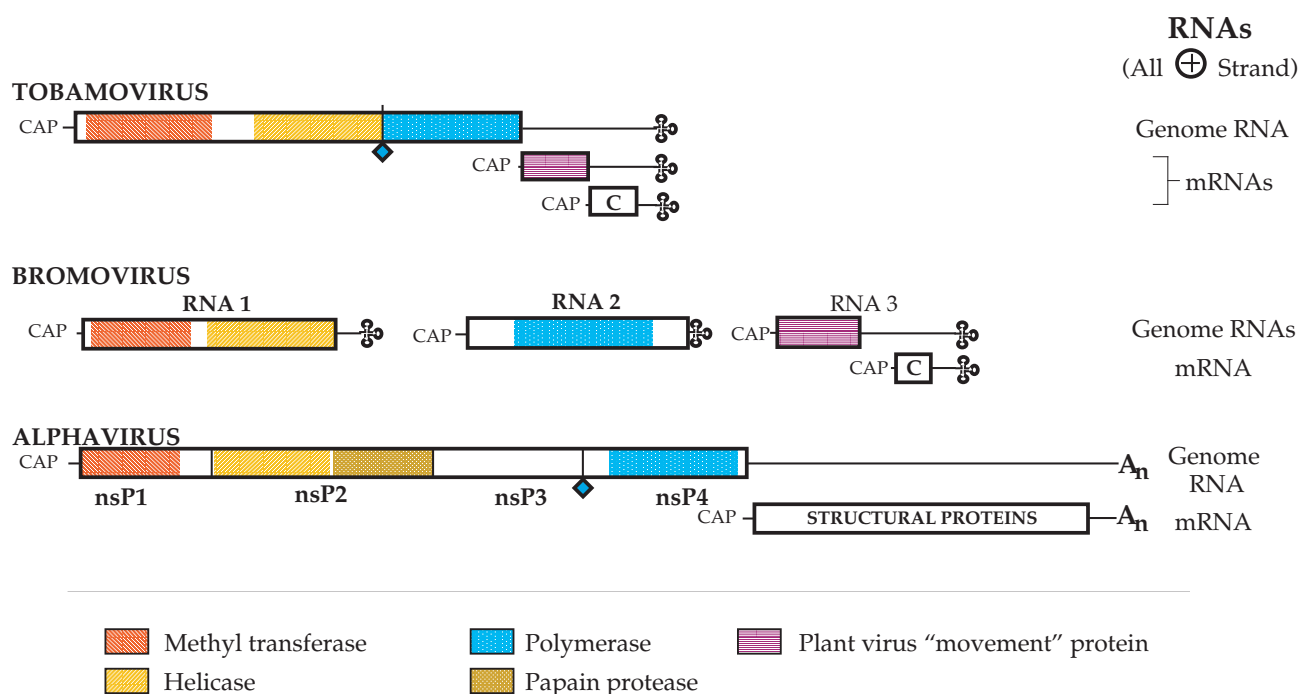 RNAs
(All ⊕ Strand)
TOBAMOVIRUS
CAP
Genome RNA
CAP
mRNAs
CAP C
BROMOVIRUS
RNA 1 RNA 2 RNA 3
CAP CAP CAP Genome RNAs
CAP C mRNA
ALPHAVIRUS
CAP An Genome
RNA
nsP1 nsP2 nsP3 nsP4
CAP STRUCTURAL PROTEINS An mRNA
Methyl transferase Polymerase Plant virus “movement” protein
Helicase Papain protease